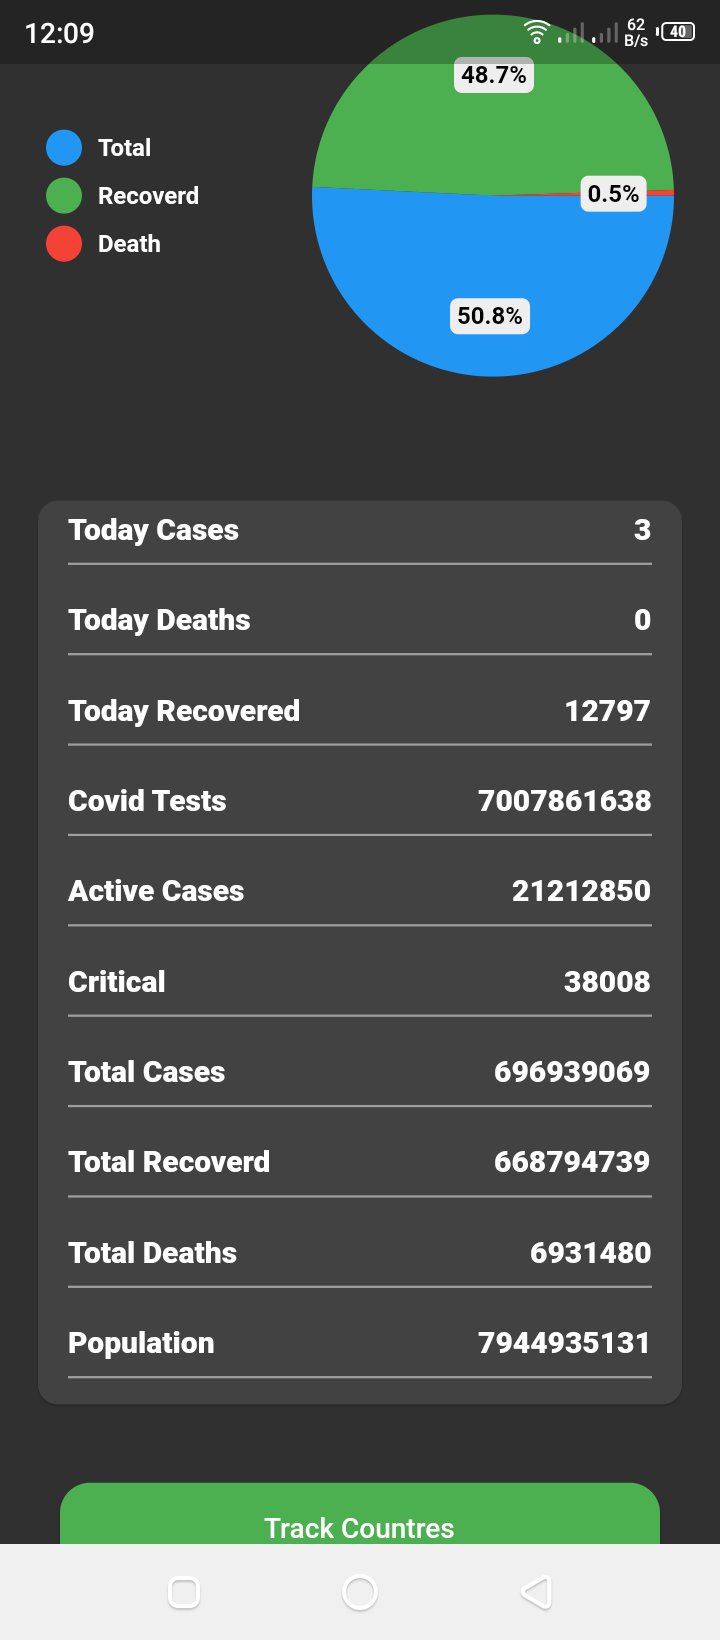 12:09
62
B/s
40
48.7%
Total
Recoverd
0.5%
Death
50.8%
Today Cases 3
Today Deaths 0
Today Recovered 12797
Covid Tests 7007861638
Active Cases 21212850
Critical 38008
Total Cases 696939069
Total Recoverd 668794739
Total Deaths 6931480
Population 7944935131
Track Countres